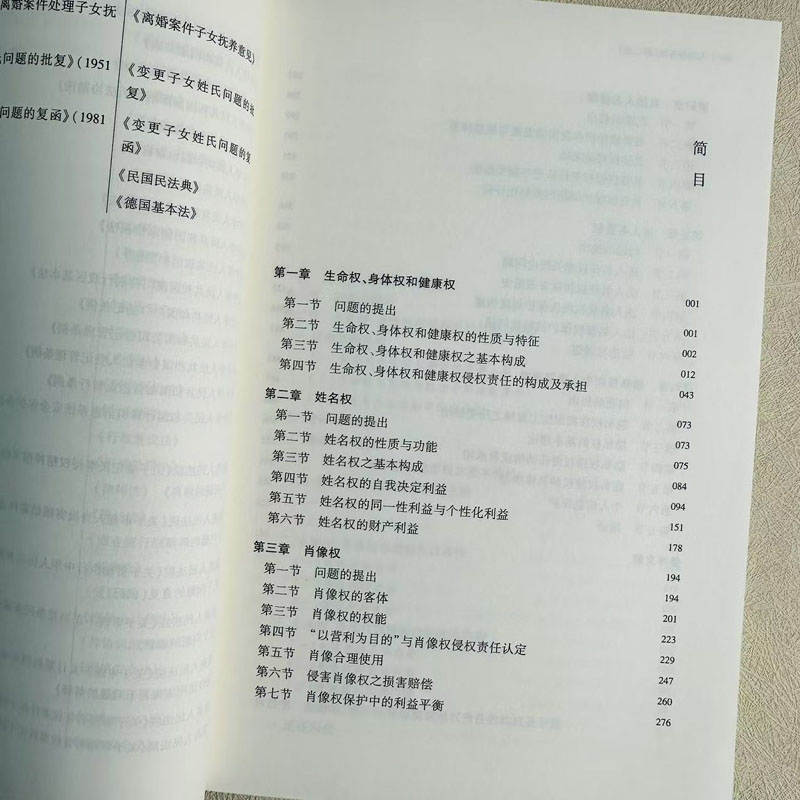 离婚案件处理子女抚
《离婚案件子女抚养意见》
问题的批复》(1951
《变更子女姓氏问题的批
复》
问题的复函》(1981
《变更子女姓氏问题的复
函》
《民国民法典》
《德国基本法》
简
目
第一章 生命权、身体权和健康权 001
第一节 问题的提出 001
第二节 生命权、身体权和健康权的性质与特征 002
第三节 生命权、身体权和健康权之基本构成 012
第四节 生命权、身体权和健康权侵权责任的构成及承担 043
第二章 姓名权 073
第一节 问题的提出 073
第二节 姓名权的性质与功能 075
第三节 姓名权之基本构成 084
第四节 姓名权的自我决定利益 094
第五节 姓名权的同一性利益与个性化利益 151
第六节 姓名权的财产利益 178
第三章 肖像权 194
第一节 问题的提出 194
第二节 肖像权的客体 201
第三节 肖像权的权能 223
第四节 “以营利为目的”与肖像权侵权责任认定 229
第五节 肖像合理使用 247
第六节 侵害肖像权之损害赔偿 260
第七节 肖像权保护中的利益平衡 276